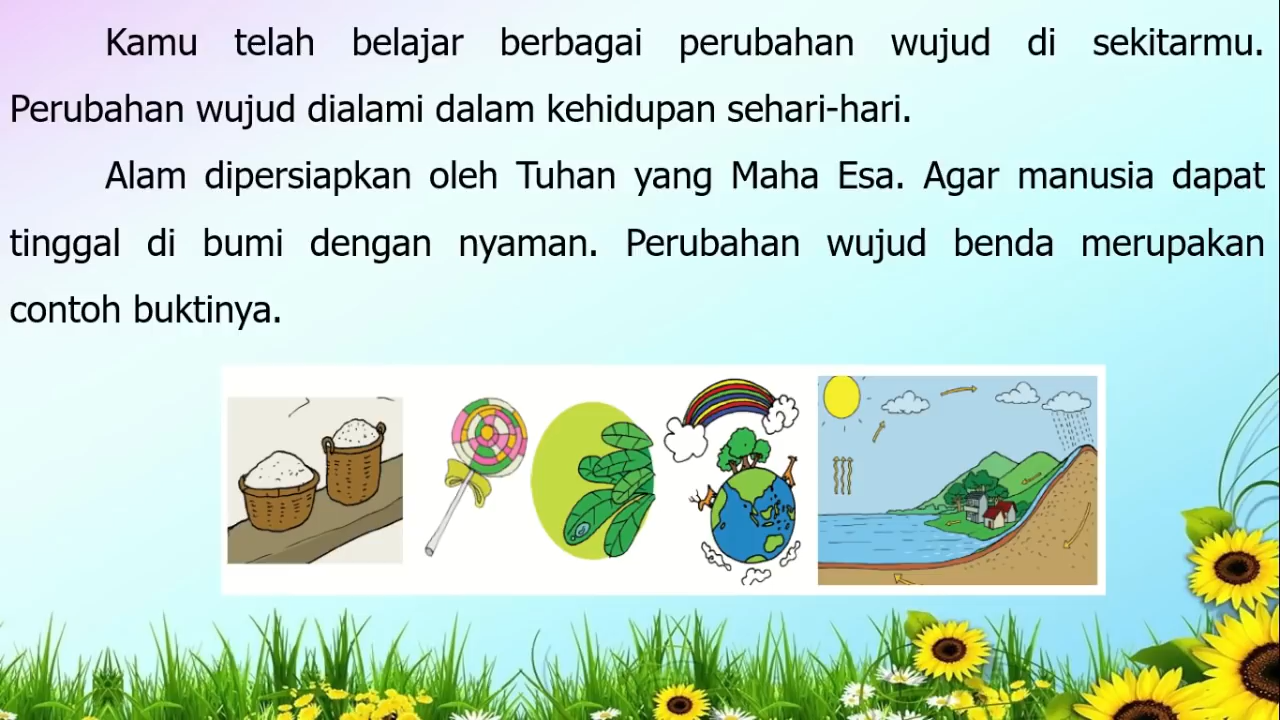 Kamu telah belajar berbagai perubahan wujud di sekitarmu.
Perubahan wujud dialami dalam kehidupan sehari-hari.
Alam dipersiapkan oleh Tuhan yang Maha Esa. Agar manusia dapat
tinggal di bumi dengan nyaman. Perubahan wujud benda merupakan
contoh buktinya.